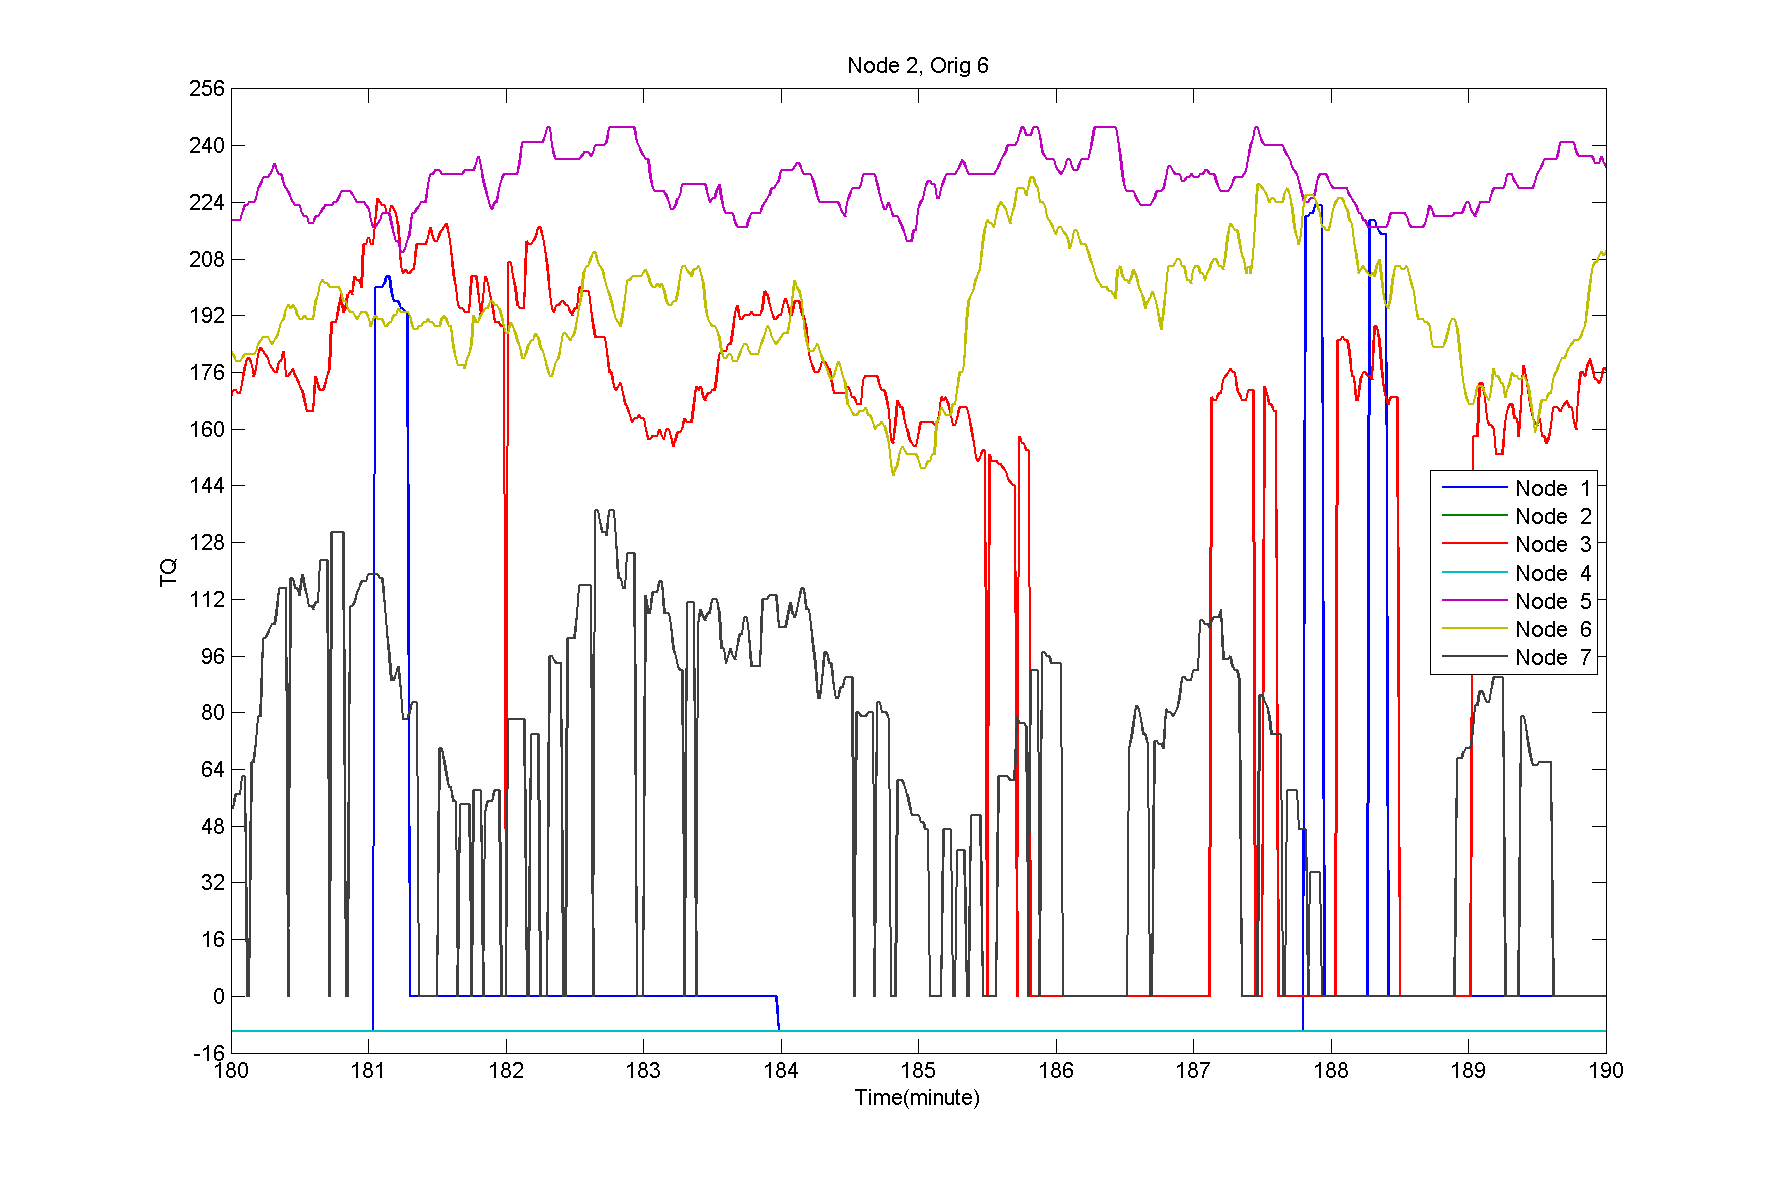 Node 2, Orig 6
256
240
224
208
192
176
160
144
128
112
96
80
64
48
32
16
0
-16
TQ
Node 1
Node 2
Node 3
Node 4
Node 5
Node 6
Node 7
180 181 182 183 184 185 186 187 188 189 190
Time(minute)